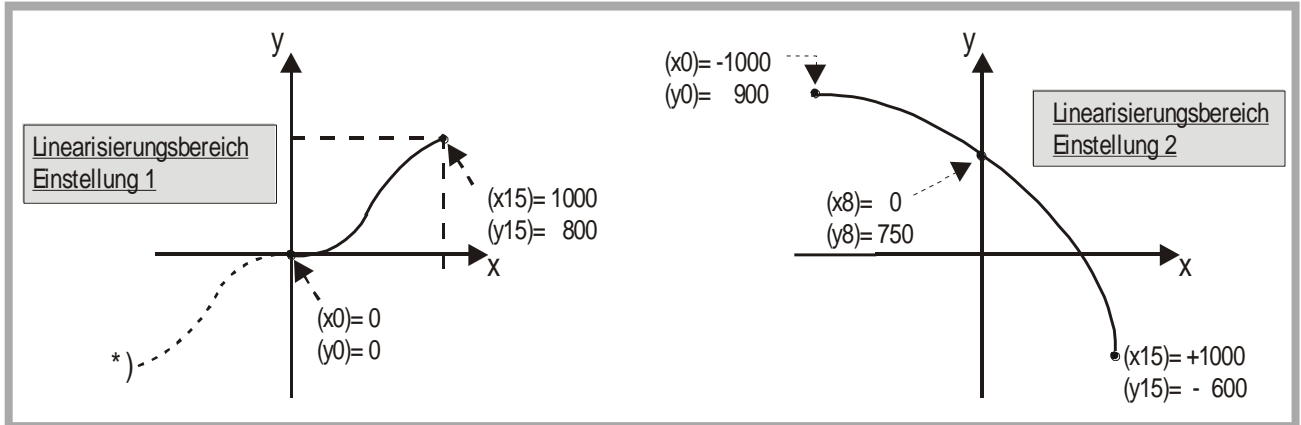 y
Linearisierungsbereich
Einstellung 1
(x15)= 1000
(y15)= 800
x
(x0)= 0
(y0)= 0
*)
y
(x0)= -1000
(y0)= 900
Linearisierungsbereich
Einstellung 2
(x8)= 0
(y8)= 750
x
(x15)= +1000
(y15)= - 600